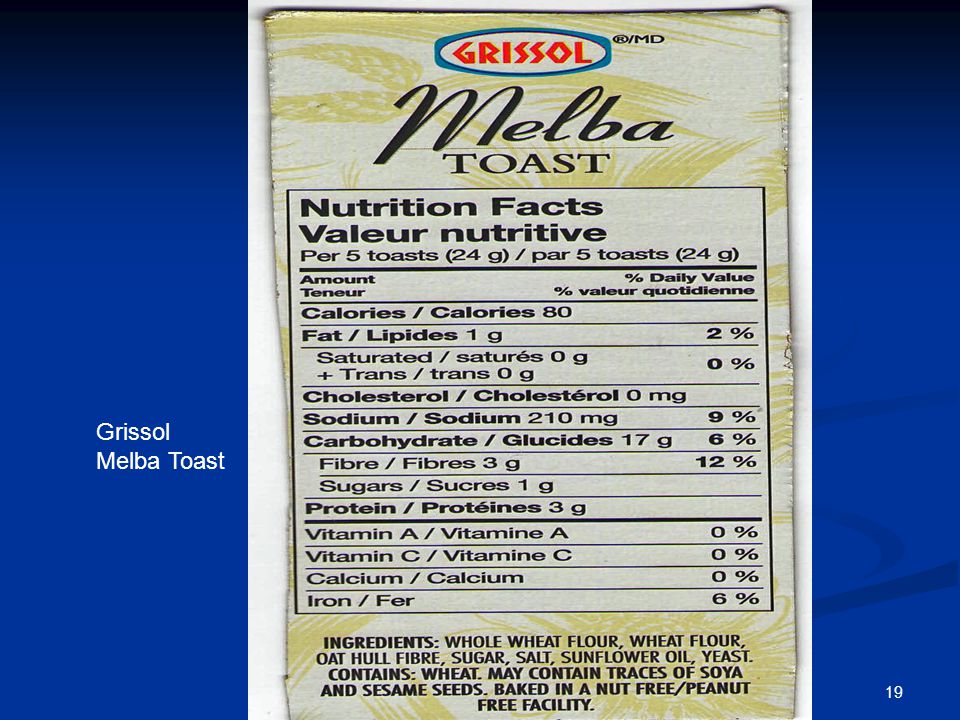 GRISSOL ®/MD
Melba
TOAST
Nutrition Facts
Valeur nutritive
Per 5 toasts (24 g) / par 5 toasts (24 g)
Amount % Daily Value
Teneur % valeur quotidienne
Calories / Calories 80
Fat / Lipides 1 g 2 %
Saturated / saturés 0 g
+ Trans / trans 0 g 0 %
Cholesterol / Cholestérol 0 mg
Sodium / Sodium 210 mg 9 %
Carbohydrate / Glucides 17 g 6 %
Fibre / Fibres 3 g 12 %
Sugars / Sucres 1 g
Protein / Protéines 3 g
Vitamin A / Vitamine A 0 %
Vitamin C / Vitamine C 0 %
Calcium / Calcium 0 %
Iron / Fer 6 %
INGREDIENTS: WHOLE WHEAT FLOUR, WHEAT FLOUR,
OAT HULL FIBRE, SUGAR, SALT, SUNFLOWER OIL, YEAST.
CONTAINS: WHEAT. MAY CONTAIN TRACES OF SOYA
AND SESAME SEEDS. BAKED IN A NUT FREE/PEANUT
FREE FACILITY.
Grissol
Melba Toast
19